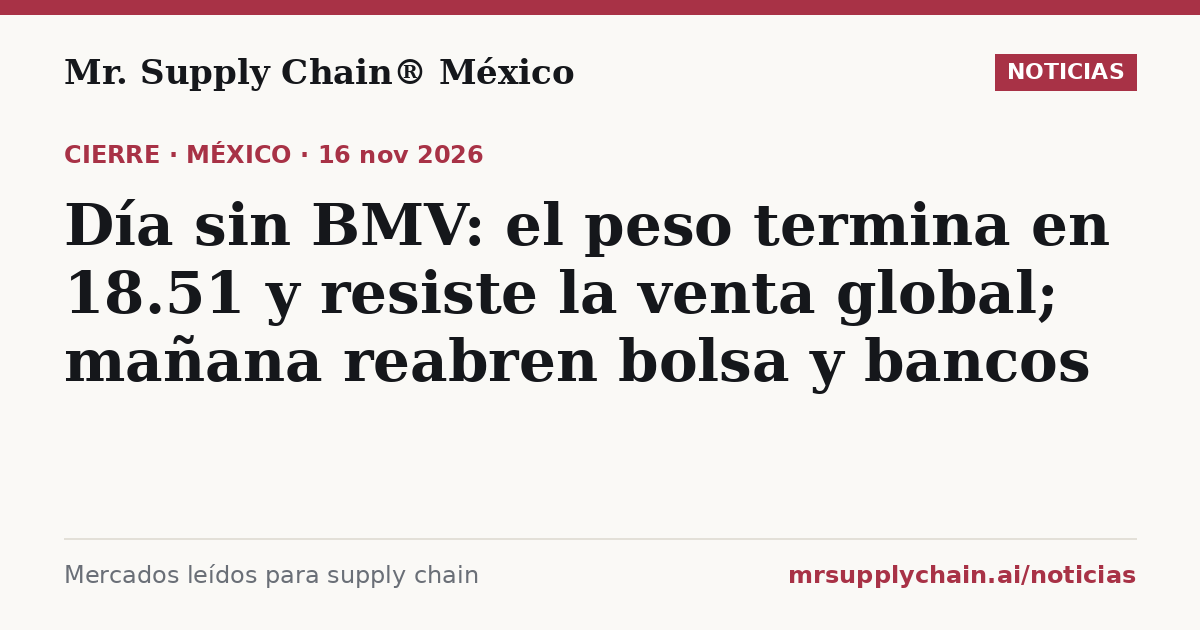 Mr. Supply Chain® México
NOTICIAS
CIERRE · MÉXICO · 16 nov 2026
Día sin BMV: el peso termina en
18.51 y resiste la venta global;
mañana reabren bolsa y bancos
Mercados leídos para supply chain
mrsupplychain.ai/noticias